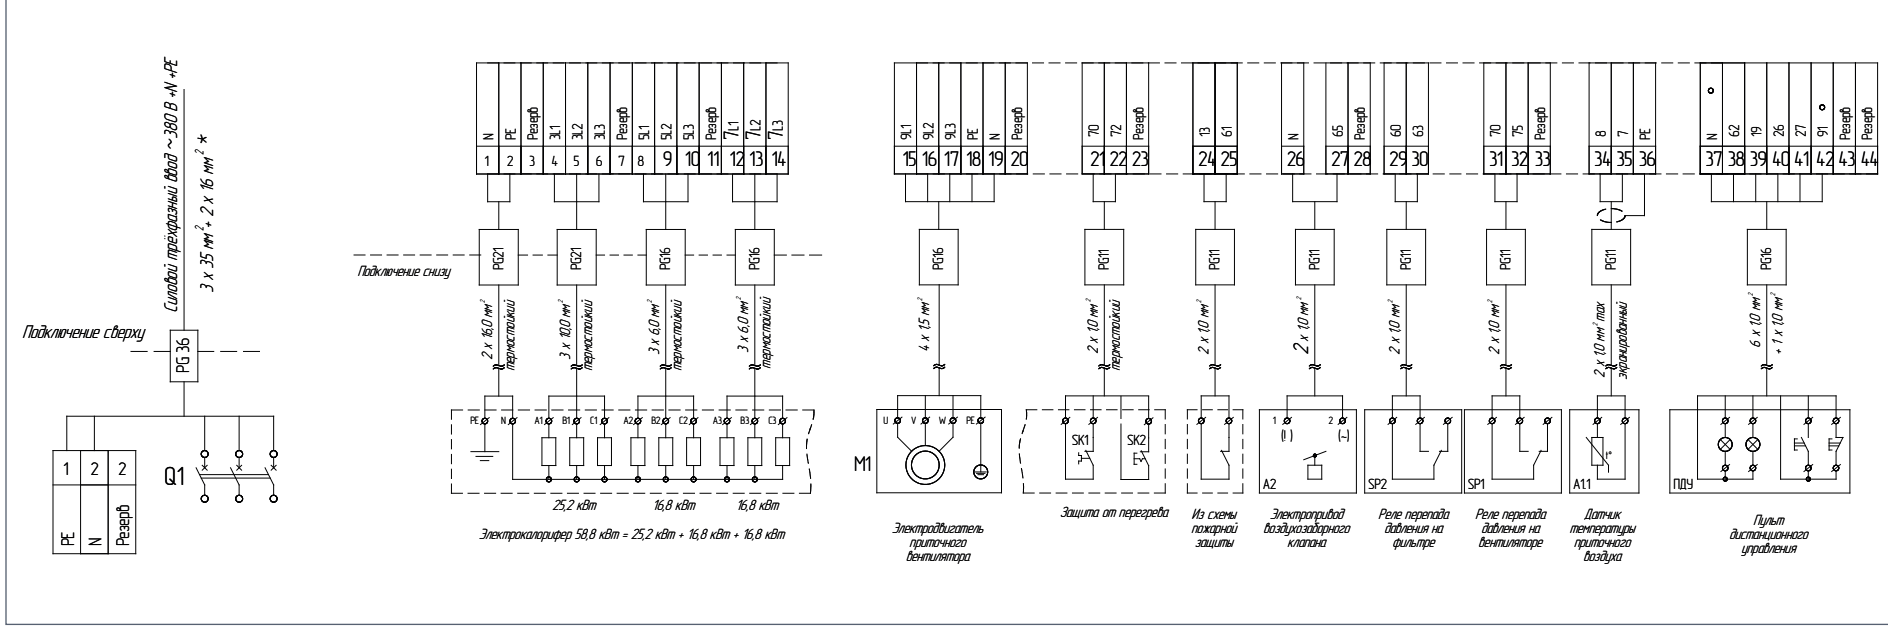 Силовой трёхфазный ввод ~380 В +N +PE
3 x 35 мм² + 2 x 16 мм² *
Подключение сверху
PG 36
1 2 2
PE N Резерв
Q1
N PE Резерв 3L1 3L2 3L3 Резерв 5L1 5L2 5L3 Резерв 7L1 7L2 7L3
1 2 3 4 5 6 7 8 9 10 11 12 13 14
Подключение снизу
PG21 PG21 PG16 PG16
2 x 16,0 мм²
термостойкий
3 x 10,0 мм²
термостойкий
3 x 6,0 мм²
термостойкий
3 x 6,0 мм²
термостойкий
PE N A1 B1 C1 A2 B2 C2 A3 B3 C3
25,2 кВт 16,8 кВт 16,8 кВт
Электрокалорифер 58,8 кВт = 25,2 кВт + 16,8 кВт + 16,8 кВт
9L1 9L2 9L3 PE N Резерв
15 16 17 18 19 20
PG16
4 x 1,5 мм²
U V W PE
M1
Электродвигатель
приточного
вентилятора
70 72 Резерв
21 22 23
PG11
2 x 1,0 мм²
термостойкий
SK1 SK2
Защита от перегрева
13 61
24 25
PG11
2 x 1,0 мм²
Из схемы
пожарной
защиты
N 65 Резерв
26 27 28
PG11
2 x 1,0 мм²
1 2
(!) (~)
A2
Электропривод
воздухозаборного
клапана
60 63
29 30
PG11
2 x 1,0 мм²
SP2
Реле перепада
давления на
фильтре
70 75 Резерв
31 32 33
PG11
2 x 1,0 мм²
SP1
Реле перепада
давления на
вентиляторе
8 7 PE
34 35 36
PG11
2 x 1,0 мм² max
экранированный
t°
A1.1
Датчик
температуры
приточного
воздуха
N 62 19 26 27 91 Резерв Резерв
37 38 39 40 41 42 43 44
PG16
6 x 1,0 мм²
+ 1 x 1,0 мм²
ПДУ
Пульт
дистанционного
управления